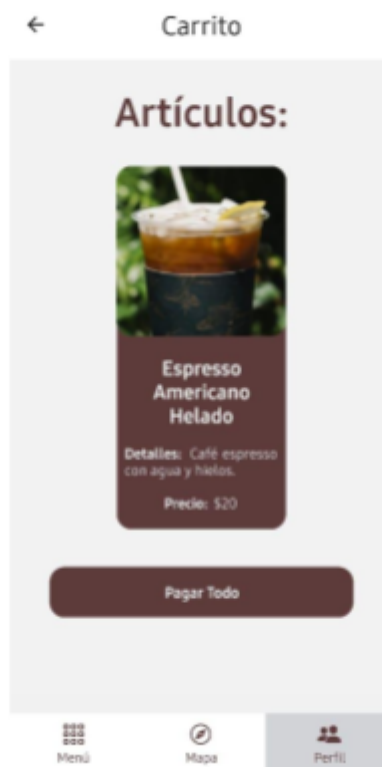 Carrito
Artículos:
Espresso
Americano
Helado
Detalles: Café espresso
con agua y hielos.
Precio: $20
Pagar Todo
Menú
Mapa
Perfil